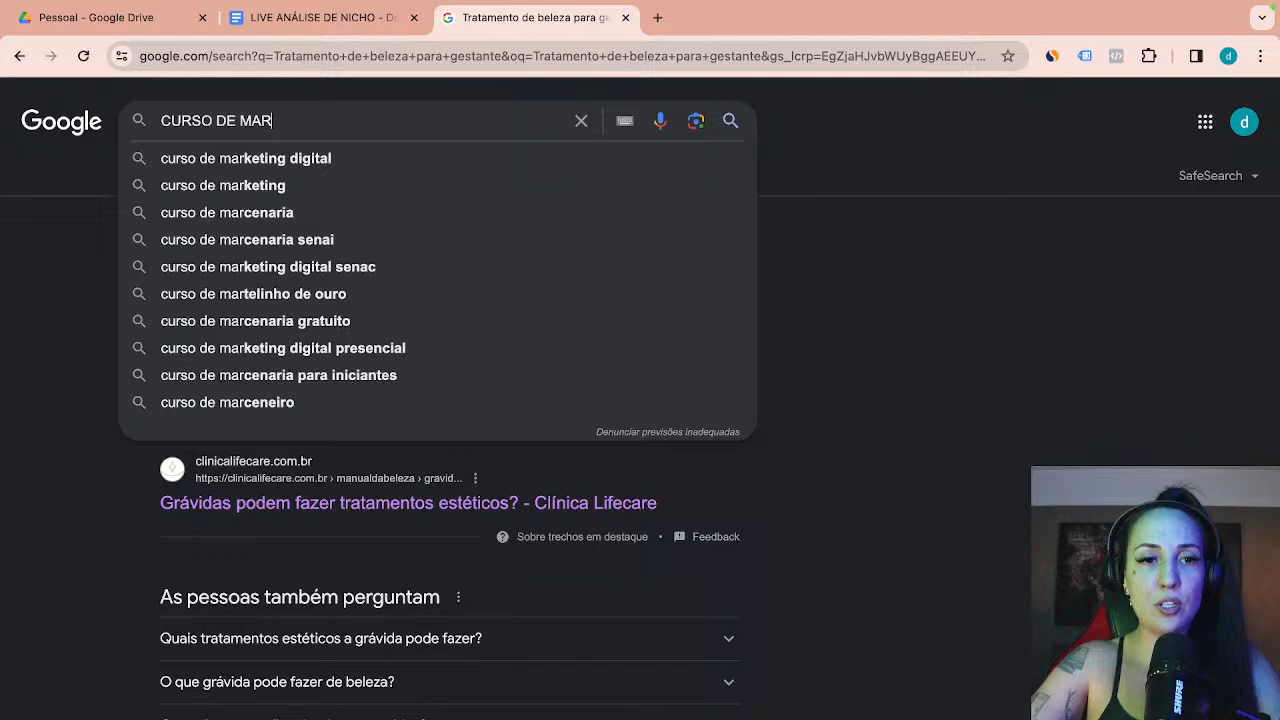 Pessoal - Google Drive
LIVE ANÁLISE DE NICHO - Do
Tratamento de beleza para ge
google.com/search?q=Tratamento+de+beleza+para+gestante&oq=Tratamento+de+beleza+para+gestante&gs_lcrp=EgZjaHJvbWUyBggAEEUY...
d
Google
CURSO DE MAR
d
curso de marketing digital
SafeSearch
curso de marketing
curso de marcenaria
curso de marcenaria senai
curso de marketing digital senac
curso de martelinho de ouro
curso de marcenaria gratuito
curso de marketing digital presencial
curso de marcenaria para iniciantes
curso de marceneiro
Denunciar previsões inadequadas
clinicalifecare.com.br
https://clinicalifecare.com.br › manualdabeleza › gravid...
Grávidas podem fazer tratamentos estéticos? - Clínica Lifecare
Sobre trechos em destaque • Feedback
As pessoas também perguntam
Quais tratamentos estéticos a grávida pode fazer?
O que grávida pode fazer de beleza?